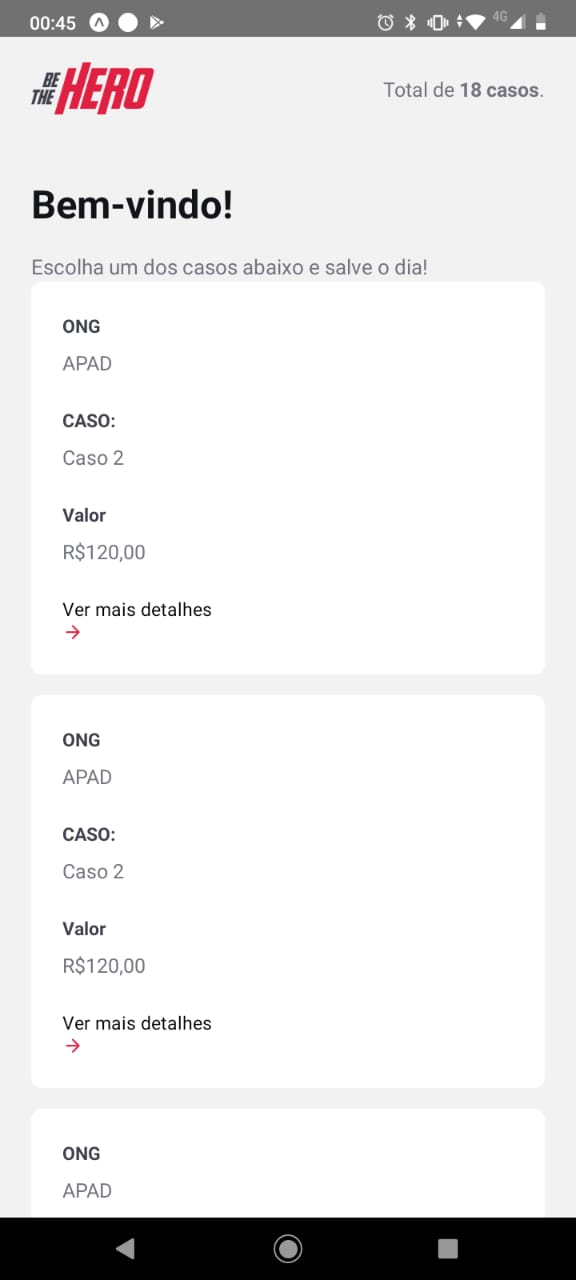 00:45
4G
BE
THE HERO
Total de 18 casos.
Bem-vindo!
Escolha um dos casos abaixo e salve o dia!
ONG
APAD
CASO:
Caso 2
Valor
R$120,00
Ver mais detalhes
ONG
APAD
CASO:
Caso 2
Valor
R$120,00
Ver mais detalhes
ONG
APAD